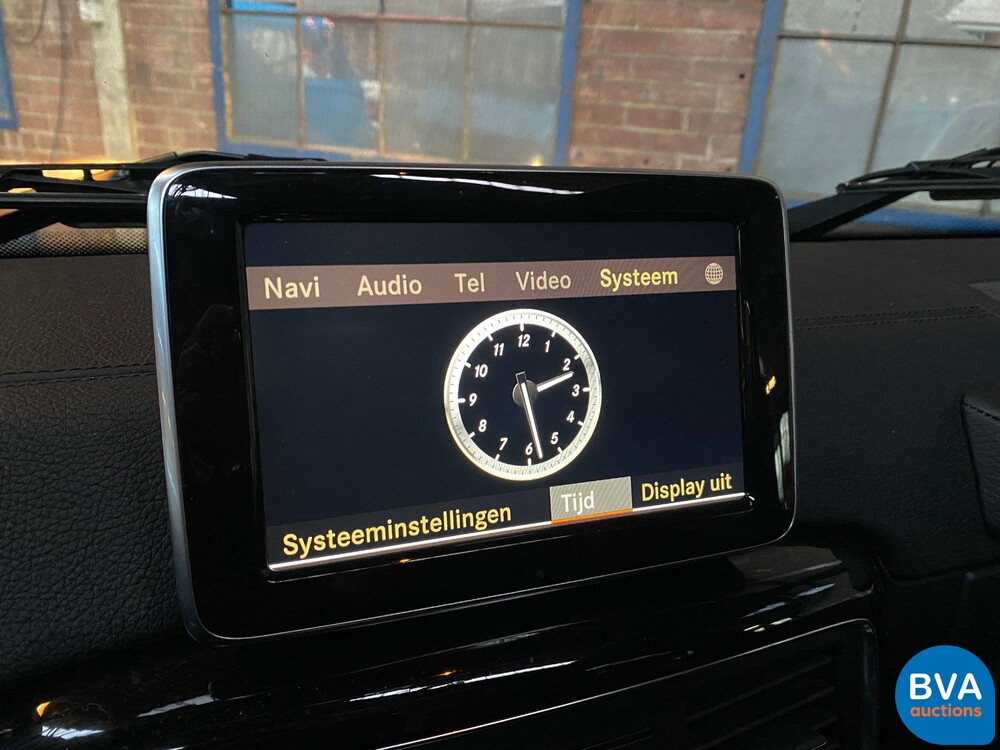 Navi Audio Tel Video Systeem
12
11 1
10 2
9 3
8 4
7 5
6
Systeeminstellingen Tijd Display uit
BVA
auctions